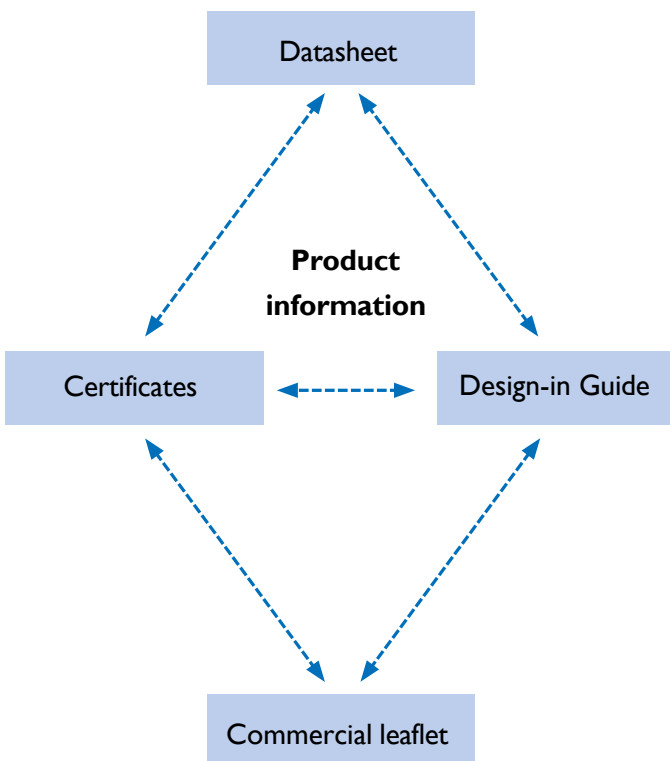 Datasheet
Product
information
Certificates
Design-in Guide
Commercial leaflet